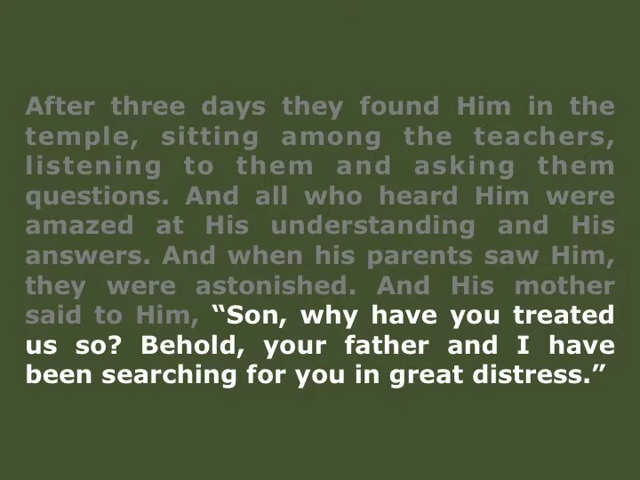 After three days they found Him in the
temple, sitting among the teachers,
listening to them and asking them
questions. And all who heard Him were
amazed at His understanding and His
answers. And when his parents saw Him,
they were astonished. And His mother
said to Him, “Son, why have you treated
us so? Behold, your father and I have
been searching for you in great distress.”